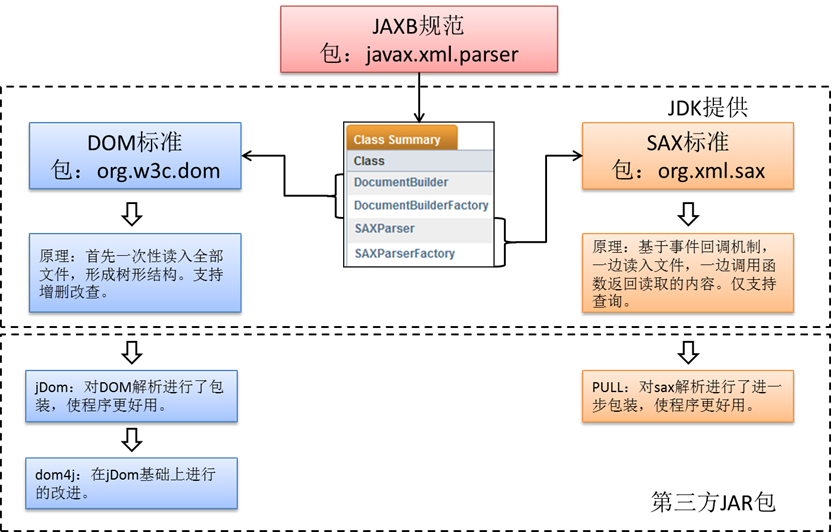 JAXB规范
包：javax.xml.parser
JDK提供
DOM标准
包：org.w3c.dom
Class Summary
Class
DocumentBuilder
DocumentBuilderFactory
SAXParser
SAXParserFactory
SAX标准
包：org.xml.sax
原理：首先一次性读入全部
文件，形成树形结构。支持
增删改查。
原理：基于事件回调机制，
一边读入文件，一边调用函
数返回读取的内容。仅支持
查询。
jDom：对DOM解析进行了包
装，使程序更好用。
PULL：对sax解析进行了进一
步包装，使程序更好用。
dom4j：在jDom基础上进行
的改进。
第三方JAR包